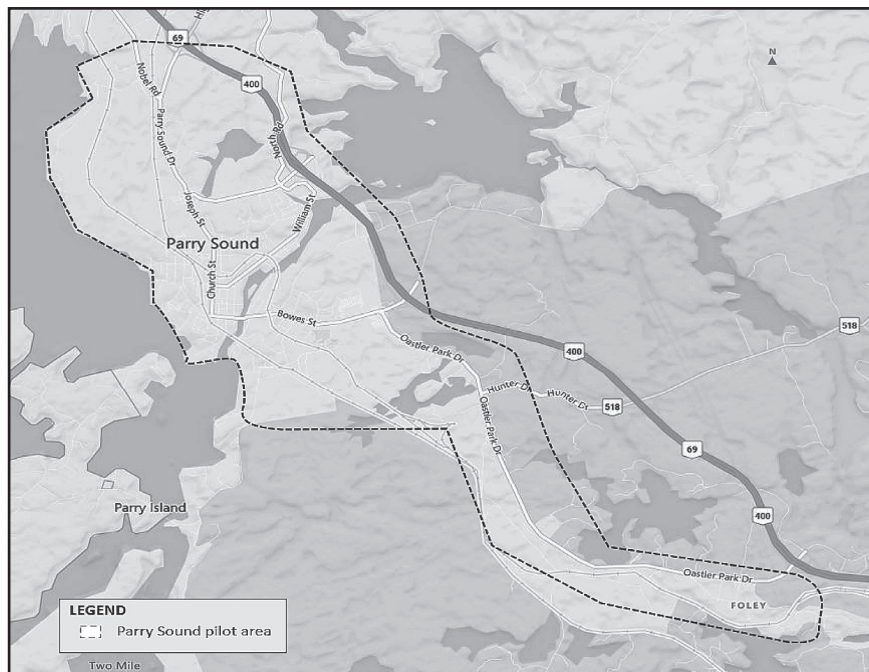 69
Hi
N
Nobel Rd
400
Parry Sound Dr
North Rd
Joseph St
William St
Parry Sound
Church St
Bowes St
518
Oastler Park Dr
400
Hunter Dr
Hunter Dr
518
Oastler Park Dr
69
Parry Island
400
Oastler Park Dr
FOLEY
LEGEND
Parry Sound pilot area
Two Mile